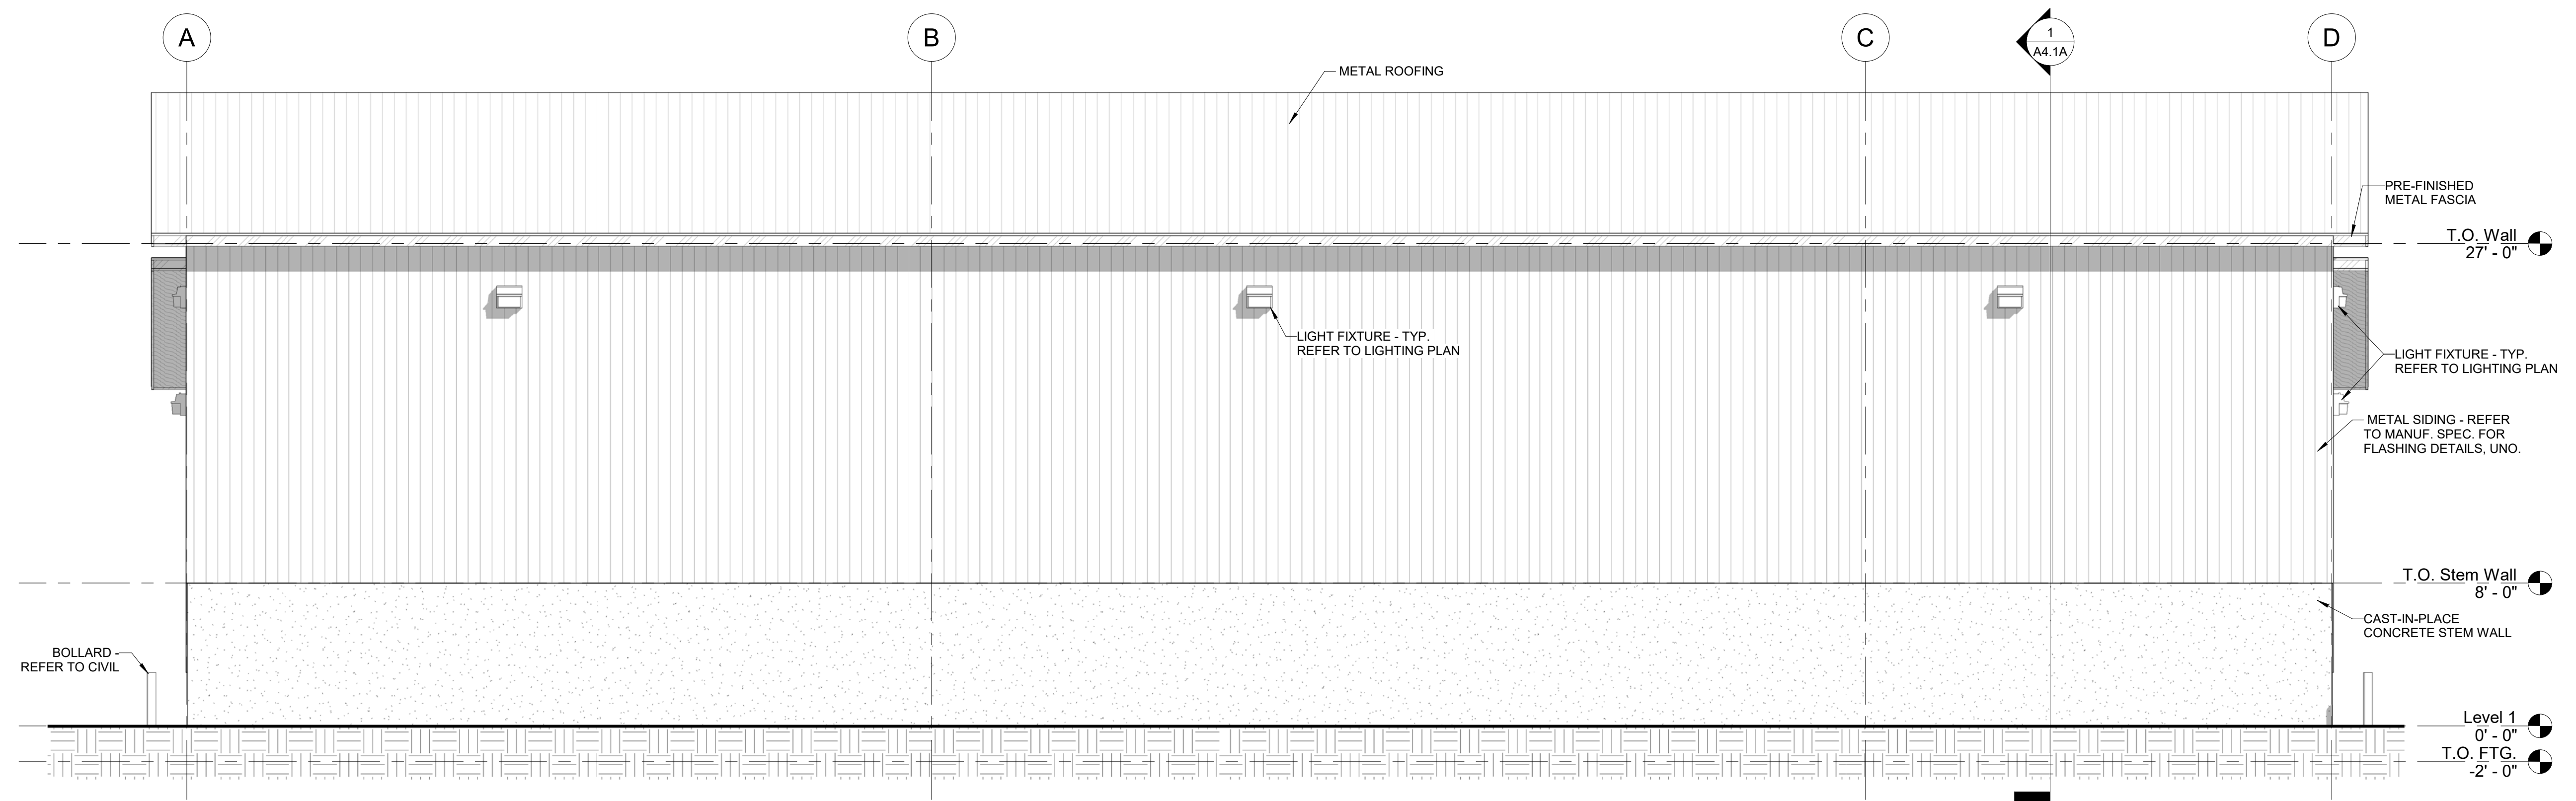 A
B
C
1
A4.1A
D
METAL ROOFING
PRE-FINISHED
METAL FASCIA
T.O. Wall
27' - 0"
LIGHT FIXTURE - TYP.
REFER TO LIGHTING PLAN
LIGHT FIXTURE - TYP.
REFER TO LIGHTING PLAN
METAL SIDING - REFER
TO MANUF. SPEC. FOR
FLASHING DETAILS, UNO.
T.O. Stem Wall
8' - 0"
CAST-IN-PLACE
CONCRETE STEM WALL
BOLLARD -
REFER TO CIVIL
Level 1
0' - 0"
T.O. FTG.
-2' - 0"